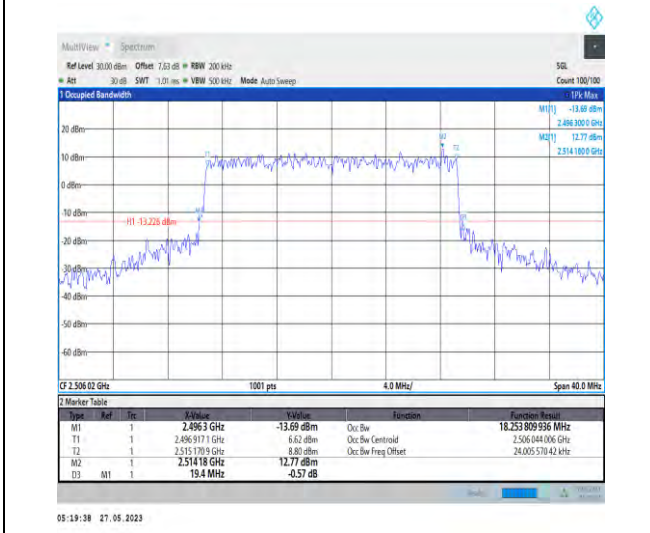 MultiView Spectrum
Ref Level 30.00 dBm Offset 7.63 dB RBW 200 kHz SGL
Att 30 dB SWT 1.01 ms VBW 500 kHz Mode Auto Sweep Count 100/100
1 Occupied Bandwidth 1Pk Max
M1[1] -13.69 dBm
2.496 300 0 GHz
20 dBm
M2[1] 12.77 dBm
2.514 180 0 GHz
M2
T1
T2
10 dBm
0 dBm
-10 dBm
H1 -13.226 dBm
-20 dBm
-30 dBm
-40 dBm
-50 dBm
-60 dBm
CF 2.506 02 GHz 1001 pts 4.0 MHz/ Span 40.0 MHz
2 Marker Table
Type Ref Trc X-Value Y-Value Function Function Result
M1 1 2.4963 GHz -13.69 dBm Occ Bw 18.253 809 936 MHz
T1 1 2.496 917 1 GHz 6.62 dBm Occ Bw Centroid 2.506 044 006 GHz
T2 1 2.515 170 9 GHz 8.80 dBm Occ Bw Freq Offset 24.005 570 42 kHz
M2 1 2.51418 GHz 12.77 dBm
D3 M1 1 19.4 MHz -0.57 dB
05:19:38 27.05.2023